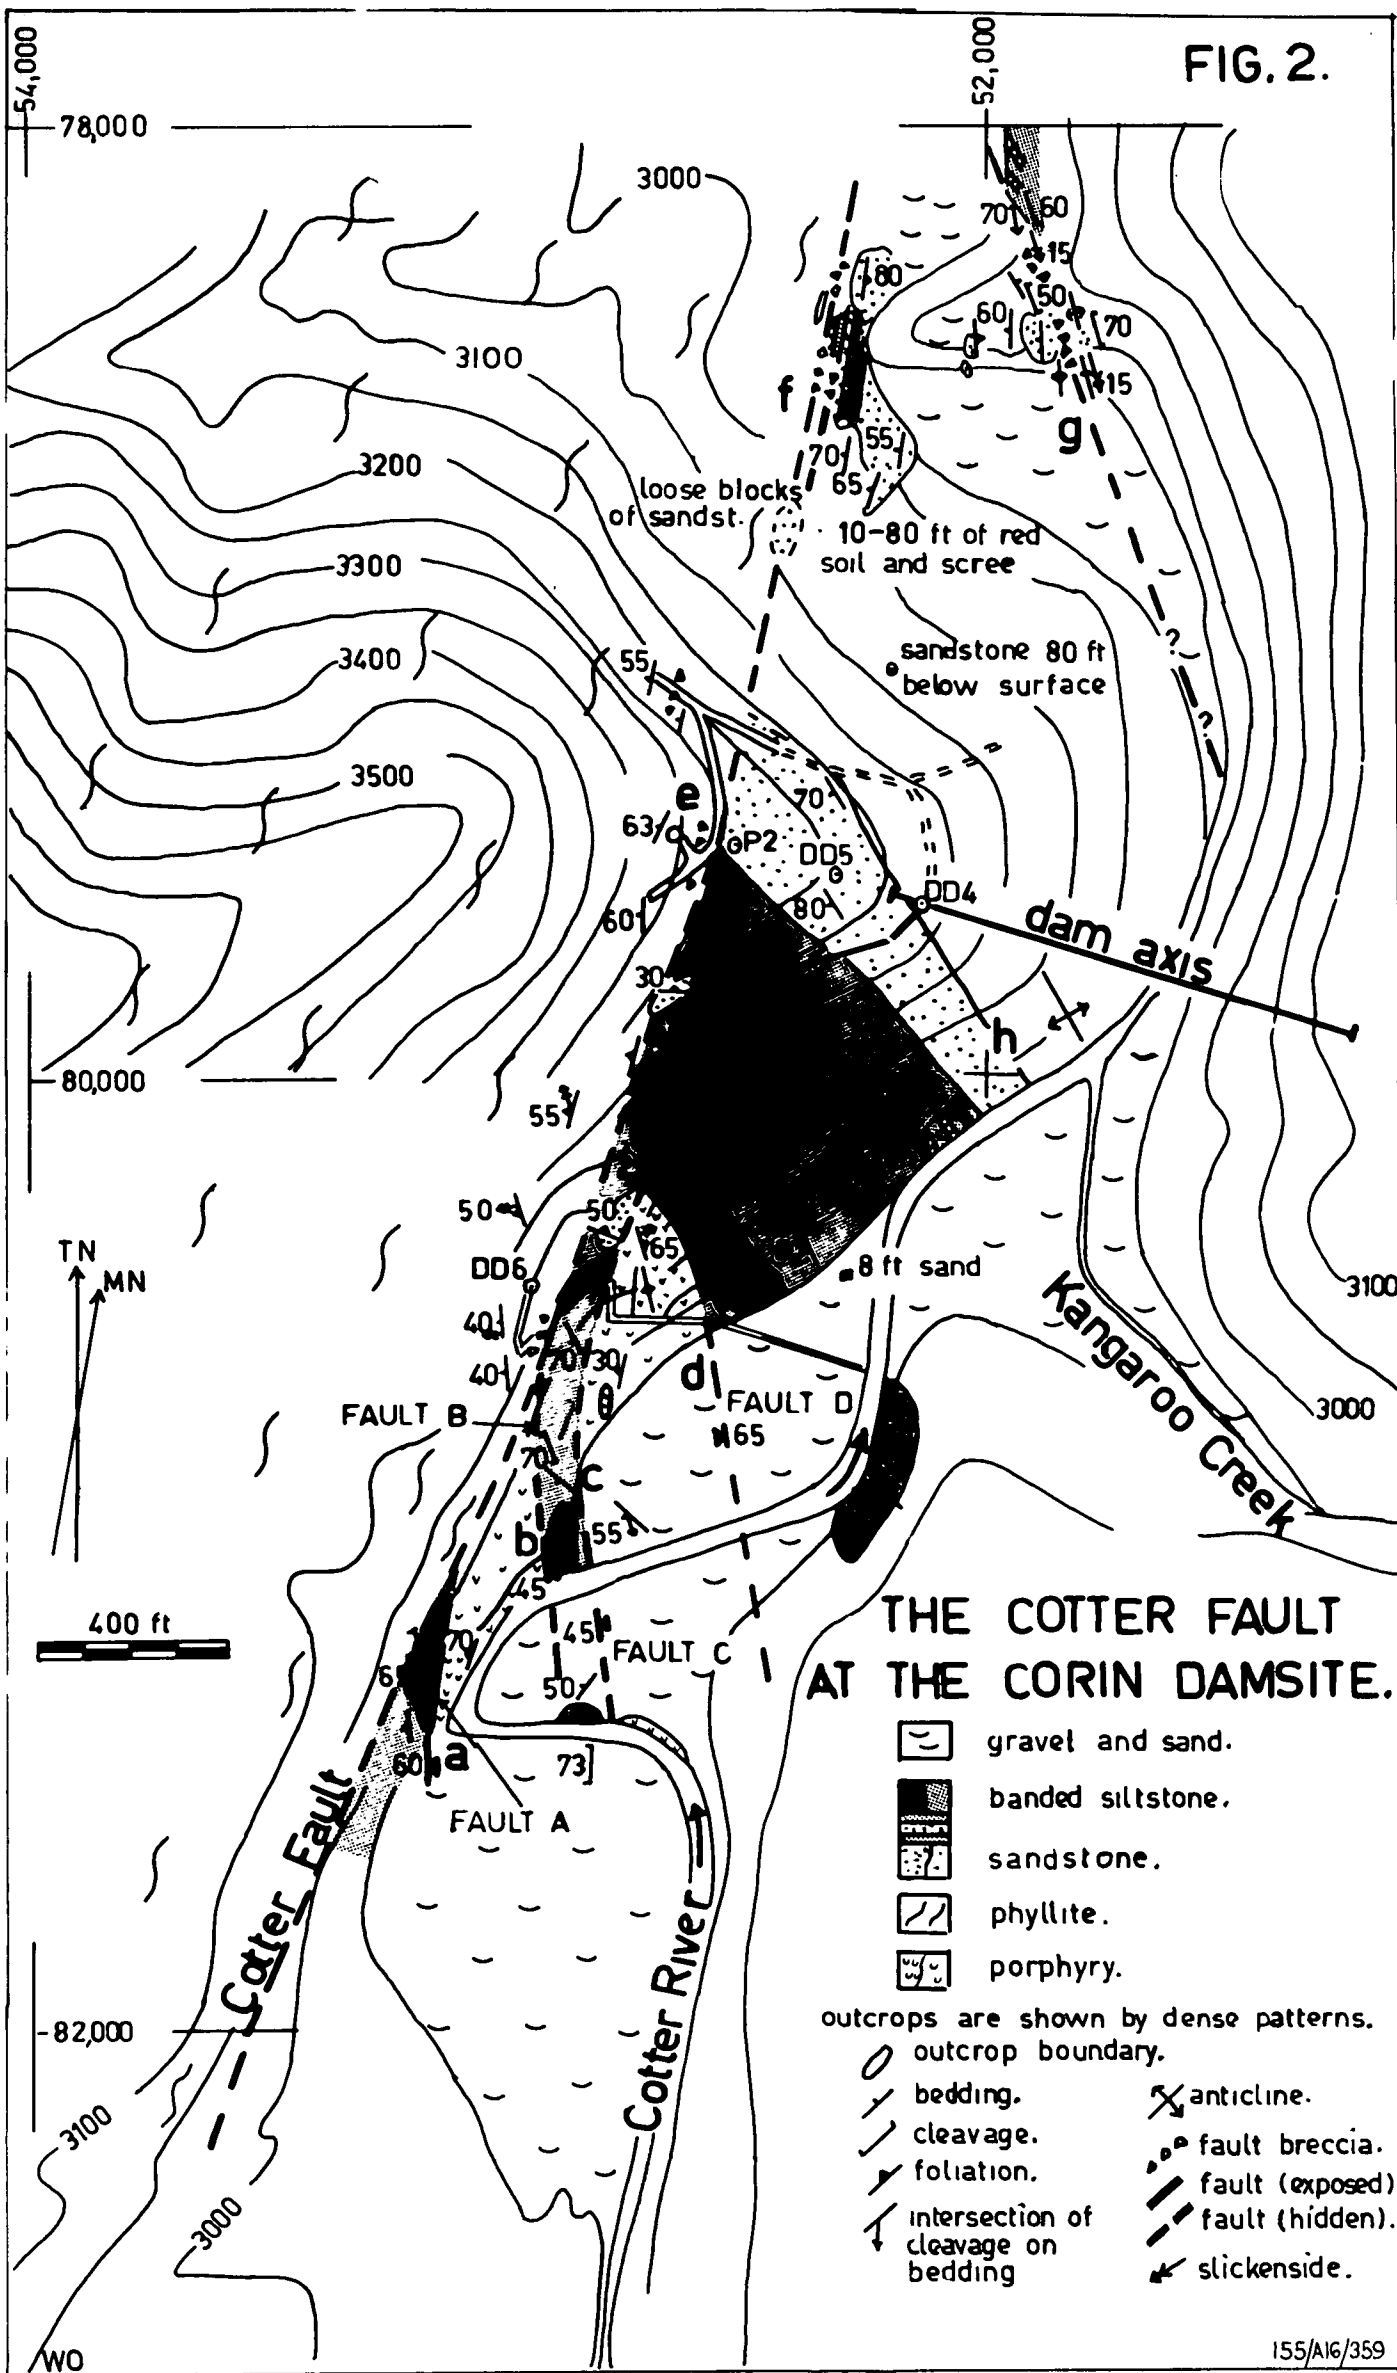 FIG. 2.
54,000
52,000
78,000
3000
70
60
15
80
50
60
70
3100
15
f
g
55
3200
70
65
loose blocks
of sandst.
10-80 ft of red
soil and scree
3300
?
sandstone 80 ft
below surface
3400
55
?
3500
e
70
63
P2
DD5
DD4
80
60
dam axis
30
h
80,000
55
50
50
65
TN
MN
DD6
8 ft sand
3100
40
70
30
40
d
Kangaroo Creek
3000
FAULT B
FAULT D
65
70
c
b
55
45
THE COTTER FAULT
AT THE CORIN DAMSITE.
400 ft
70
45
FAULT C
50
60
a
73
FAULT A
gravel and sand.
banded siltstone.
sandstone.
phyllite.
porphyry.
Cotter Fault
Cotter River
82,000
outcrops are shown by dense patterns.
outcrop boundary.
bedding.
anticline.
cleavage.
fault breccia.
foliation.
fault (exposed)
intersection of
cleavage on
bedding
fault (hidden).
slickenside.
3100
3000
WO
155/A16/359